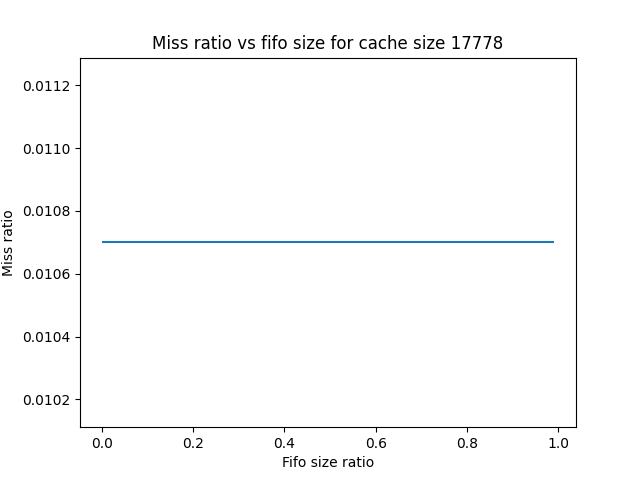 Miss ratio vs fifo size for cache size 17778
0.0112
0.0110
0.0108
0.0106
0.0104
0.0102
Miss ratio
0.0 0.2 0.4 0.6 0.8 1.0
Fifo size ratio